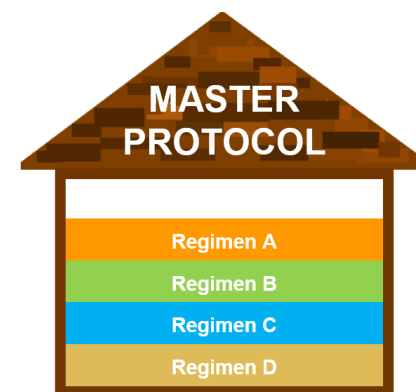 MASTER
PROTOCOL
Regimen A
Regimen B
Regimen C
Regimen D